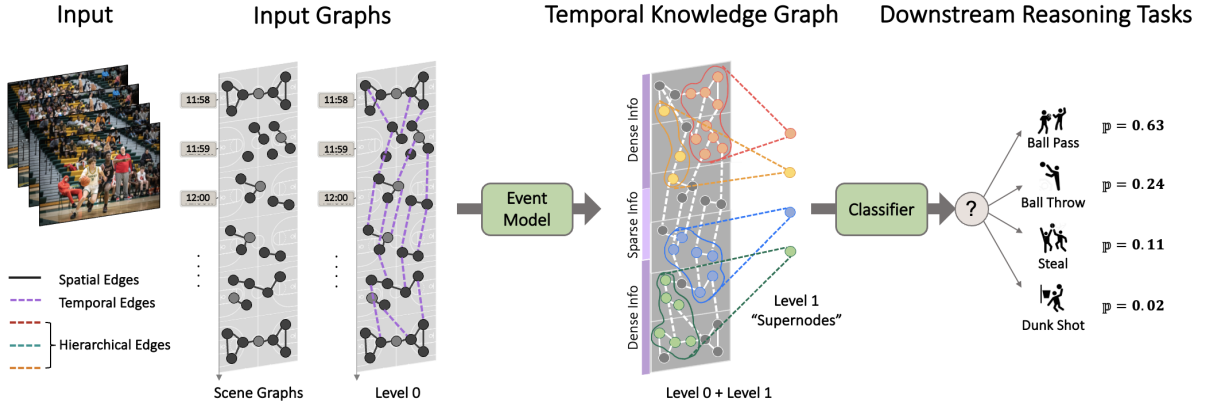 Input
Input Graphs
Temporal Knowledge Graph
Downstream Reasoning Tasks
11:58
11:59
12:00
11:58
11:59
12:00
Spatial Edges
Temporal Edges
Hierarchical Edges
Scene Graphs
Level 0
Event
Model
Dense Info
Sparse Info
Dense Info
Level 1
“Supernodes”
Level 0 + Level 1
Classifier
?
Ball Pass
ℙ = 0.63
Ball Throw
ℙ = 0.24
Steal
ℙ = 0.11
Dunk Shot
ℙ = 0.02